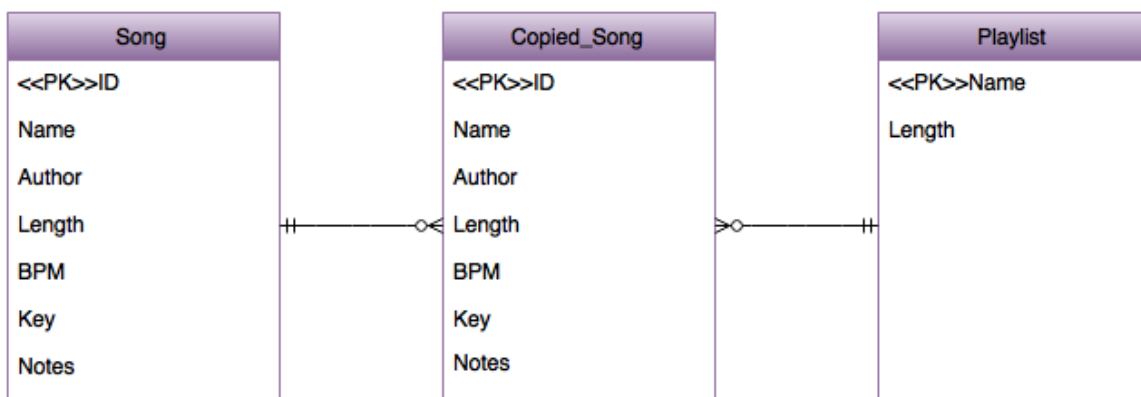 Song
<<PK>>ID
Name
Author
Length
BPM
Key
Notes
Copied_Song
<<PK>>ID
Name
Author
Length
BPM
Key
Notes
Playlist
<<PK>>Name
Length